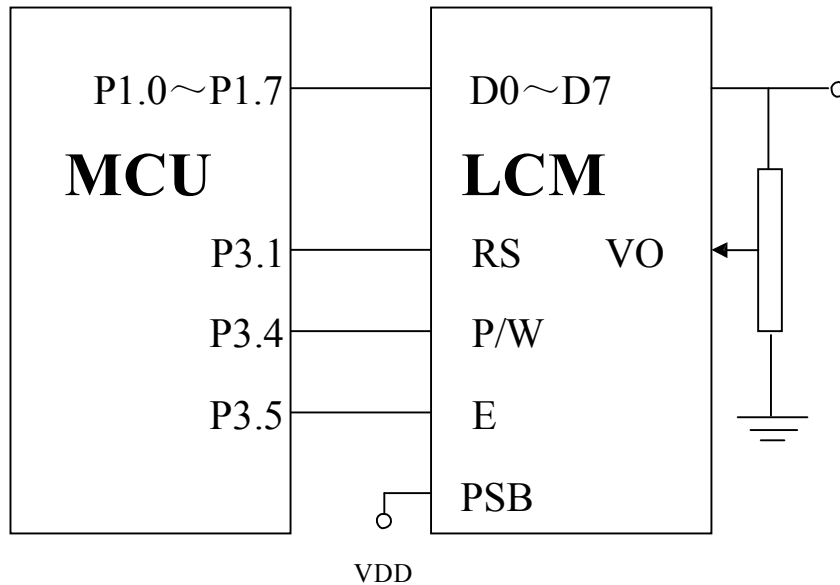 P1.0～P1.7 D0～D7
MCU LCM
P3.1 RS VO
P3.4 P/W
P3.5 E
PSB
VDD